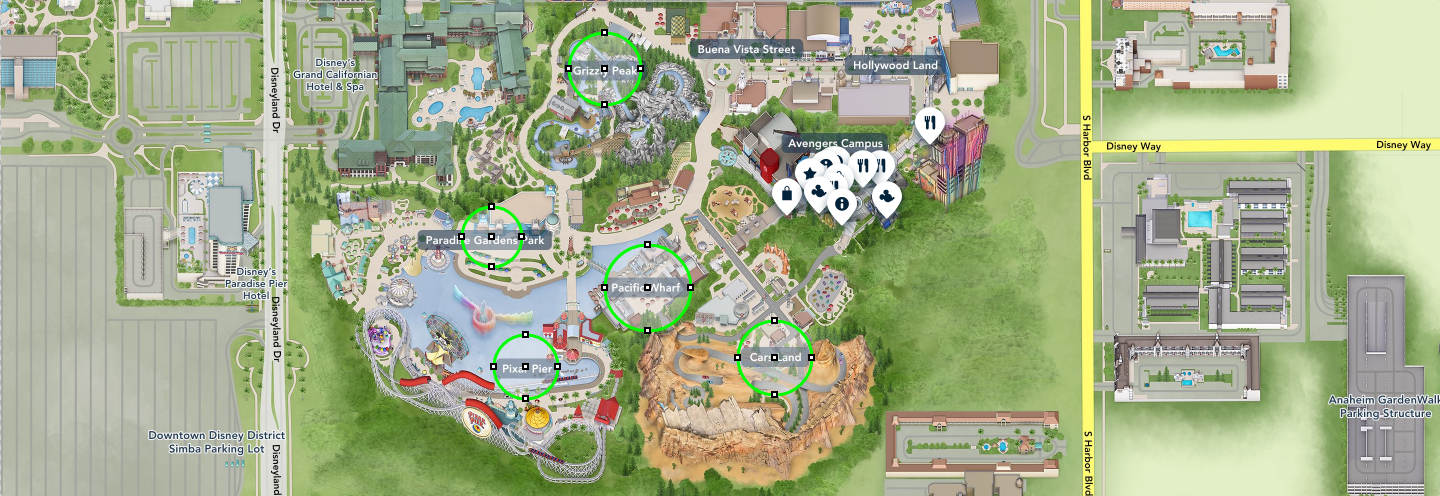 Buena Vista Street
Hollywood Land
Grizzly Peak
Disney's
Grand Californian
Hotel & Spa
Disneyland Dr
S Harbor Blvd
Disney Way
Disney Way
Avengers Campus
Paradise Gardens Park
Disney's
Paradise Pier
Hotel
Pacific Wharf
Disneyland Dr
Cars Land
Pixar Pier
Anaheim GardenWalk
Parking Structure
Downtown Disney District
Simba Parking Lot
Disneyland
S Harbor Blvd